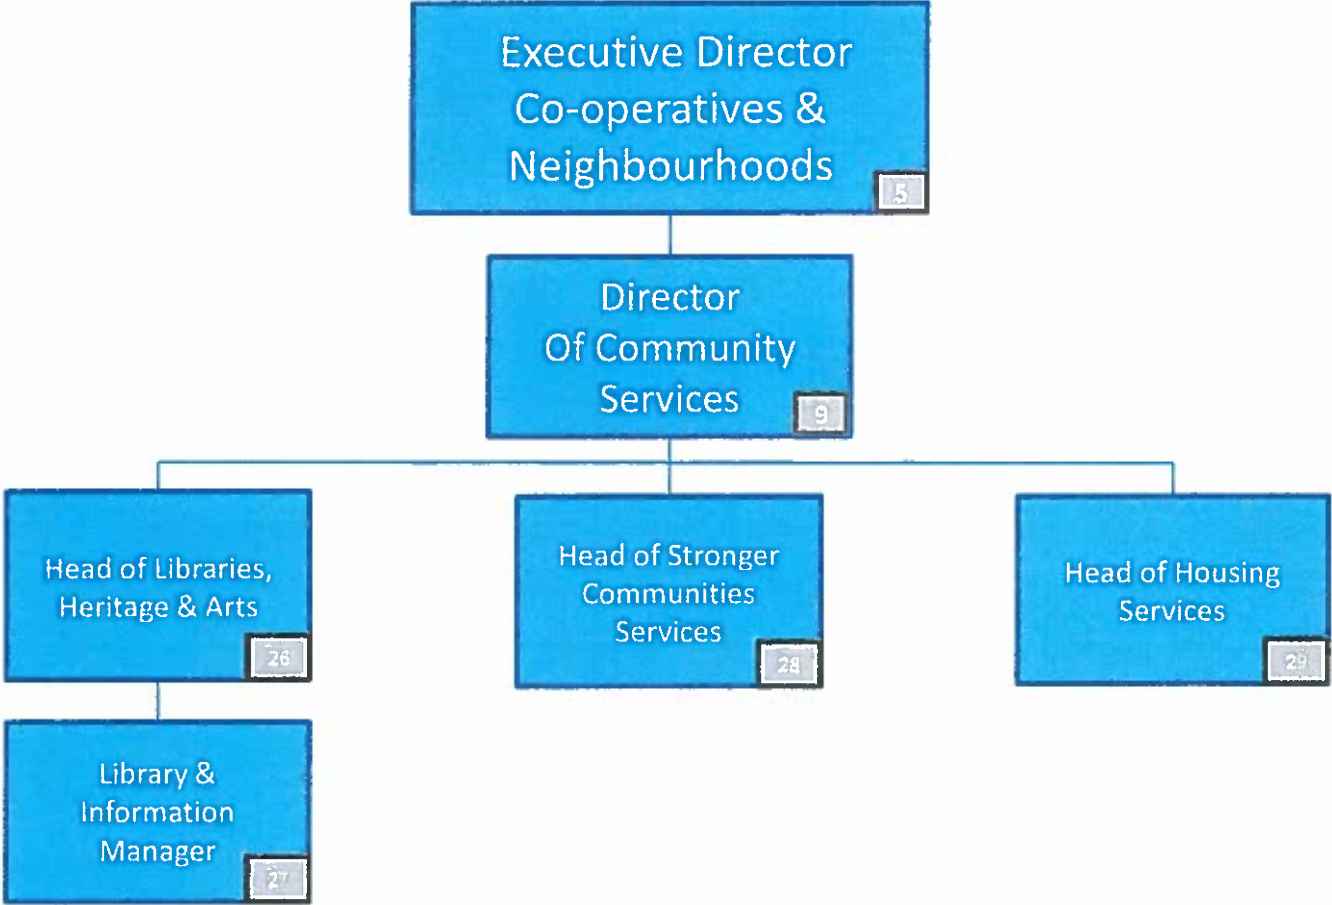 Executive Director
Co-operatives &
Neighbourhoods
5
Director
Of Community
Services
9
Head of Libraries,
Heritage & Arts
26
Head of Stronger
Communities
Services
28
Head of Housing
Services
29
Library &
Information
Manager
27